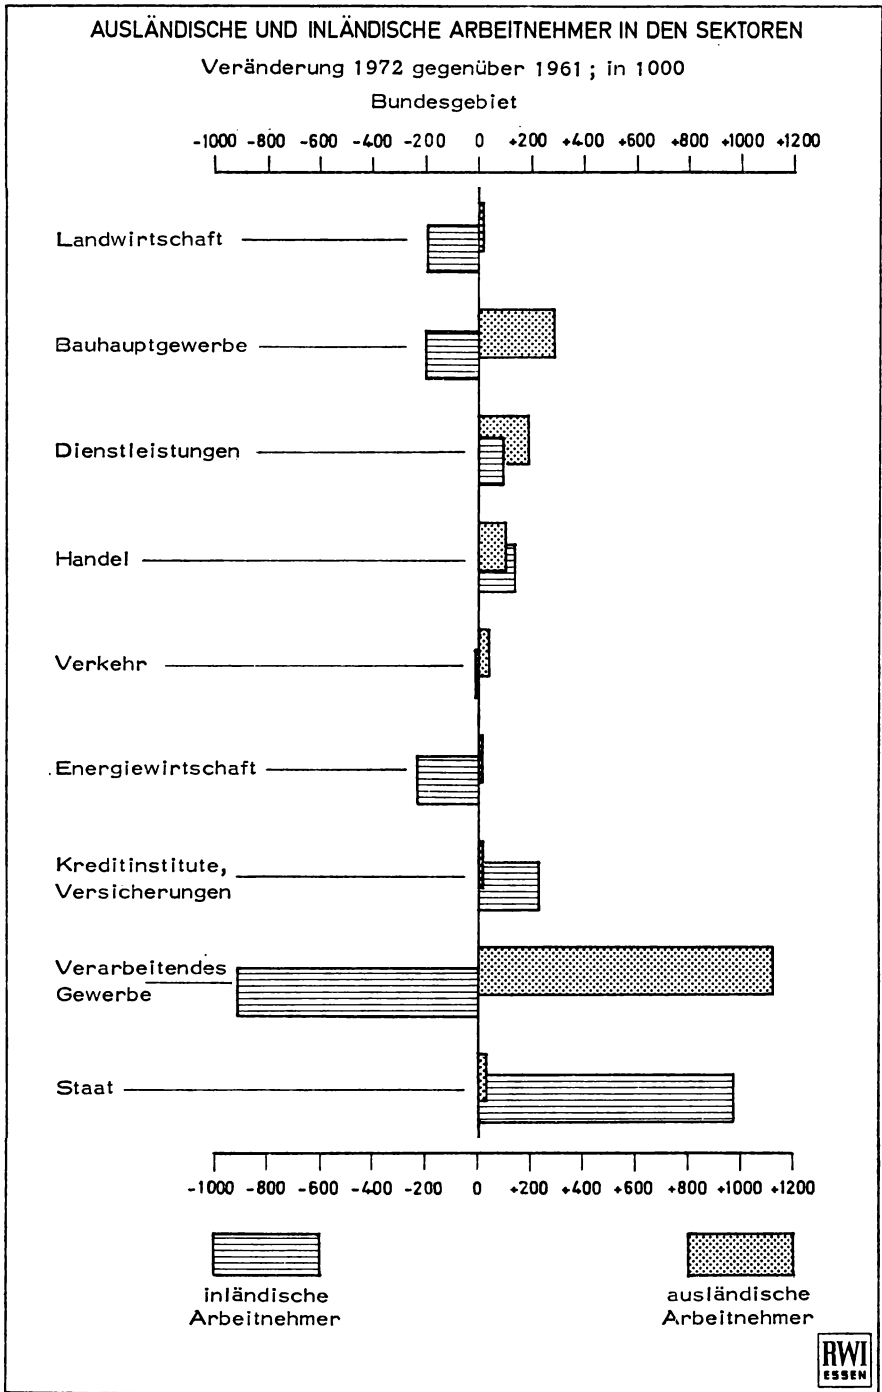 AUSLÄNDISCHE UND INLÄNDISCHE ARBEITNEHMER IN DEN SEKTOREN
Veränderung 1972 gegenüber 1961 ; in 1000
Bundesgebiet
-1000 -800 -600 -400 -200 0 +200 +400 +600 +800 +1000 +1200
Landwirtschaft
Bauhauptgewerbe
Dienstleistungen
Handel
Verkehr
Energiewirtschaft
Kreditinstitute,
Versicherungen
Verarbeitendes
Gewerbe
Staat
-1000 -800 -600 -400 -200 0 +200 +400 +600 +800 +1000 +1200
inländische
Arbeitnehmer
ausländische
Arbeitnehmer
RWI
ESSEN